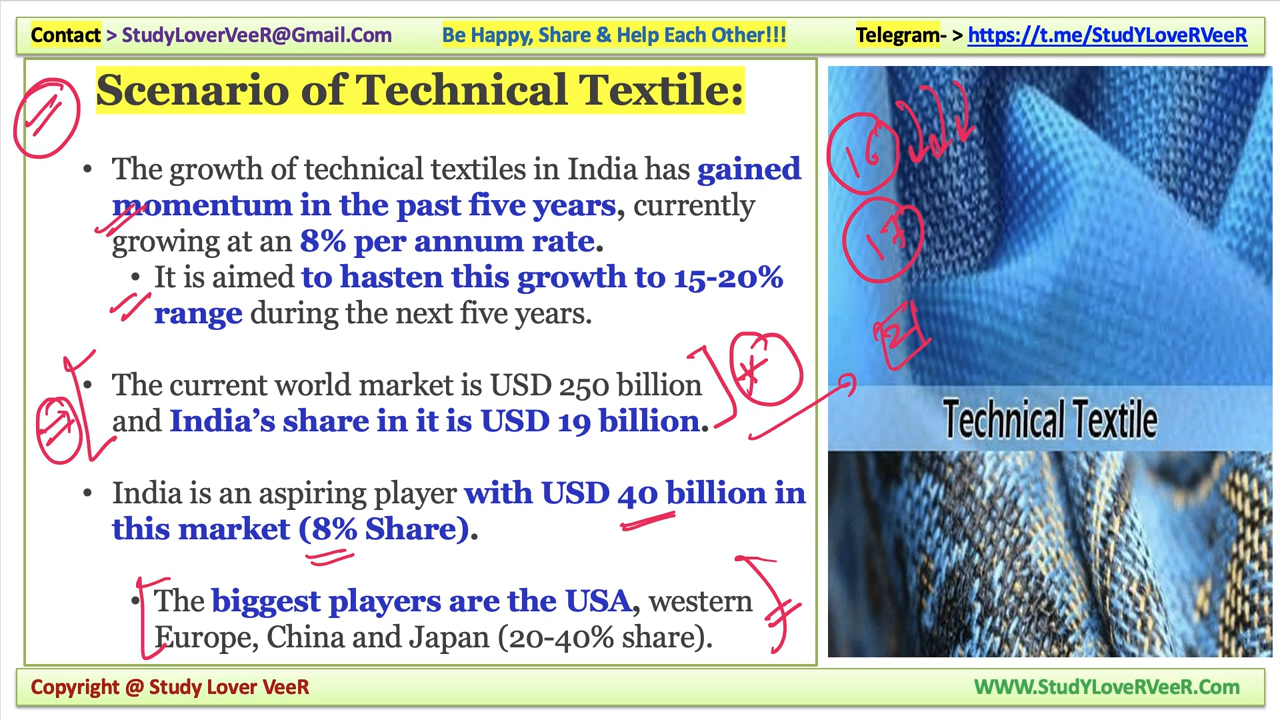 Contact > StudyLoverVeeR@Gmail.Com Be Happy, Share & Help Each Other!!! Telegram- > https://t.me/StudYLoveRVeeR
Scenario of Technical Textile:
• The growth of technical textiles in India has gained
momentum in the past five years, currently
growing at an 8% per annum rate.
• It is aimed to hasten this growth to 15-20%
range during the next five years.
• The current world market is USD 250 billion
and India's share in it is USD 19 billion.
• India is an aspiring player with USD 40 billion in
this market (8% Share).
• The biggest players are the USA, western
Europe, China and Japan (20-40% share).
16
17
Technical Textile
Copyright @ Study Lover VeeR WWW.StudYLoveRVeeR.Com